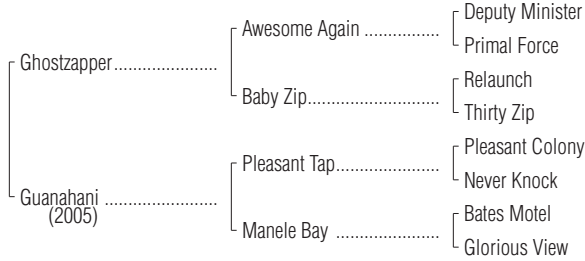 Deputy Minister
Awesome Again ..................
Primal Force
Ghostzapper.......................
Relaunch
Baby Zip...............................
Thirty Zip
Pleasant Colony
Pleasant Tap.........................
Never Knock
Guanahani .........................
(2005)
Bates Motel
Manele Bay ........................
Glorious View